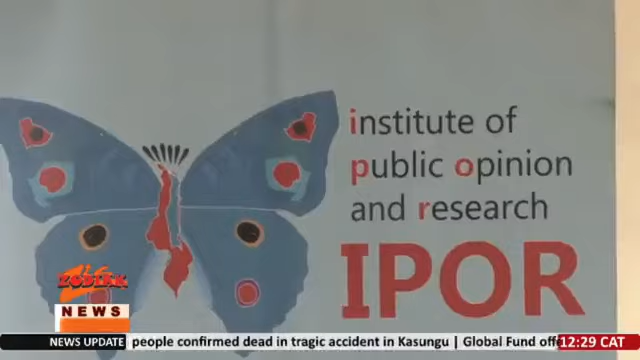 institute of
public opinion
and research
IPOR
ZODIAK
NEWS
NEWS UPDATE people confirmed dead in tragic accident in Kasungu | Global Fund off
12:29 CAT